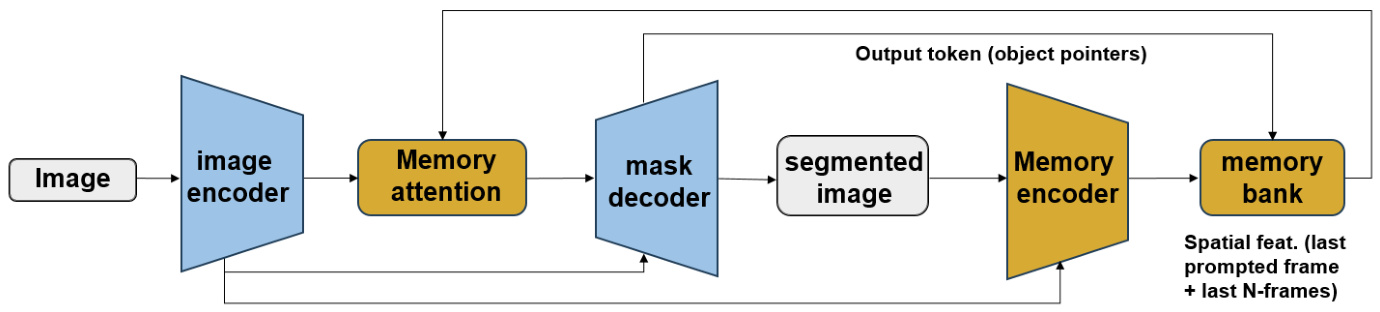 Output token (object pointers)
Image
image
encoder
Memory
attention
mask
decoder
segmented
image
Memory
encoder
memory
bank
Spatial feat. (last
prompted frame
+ last N-frames)